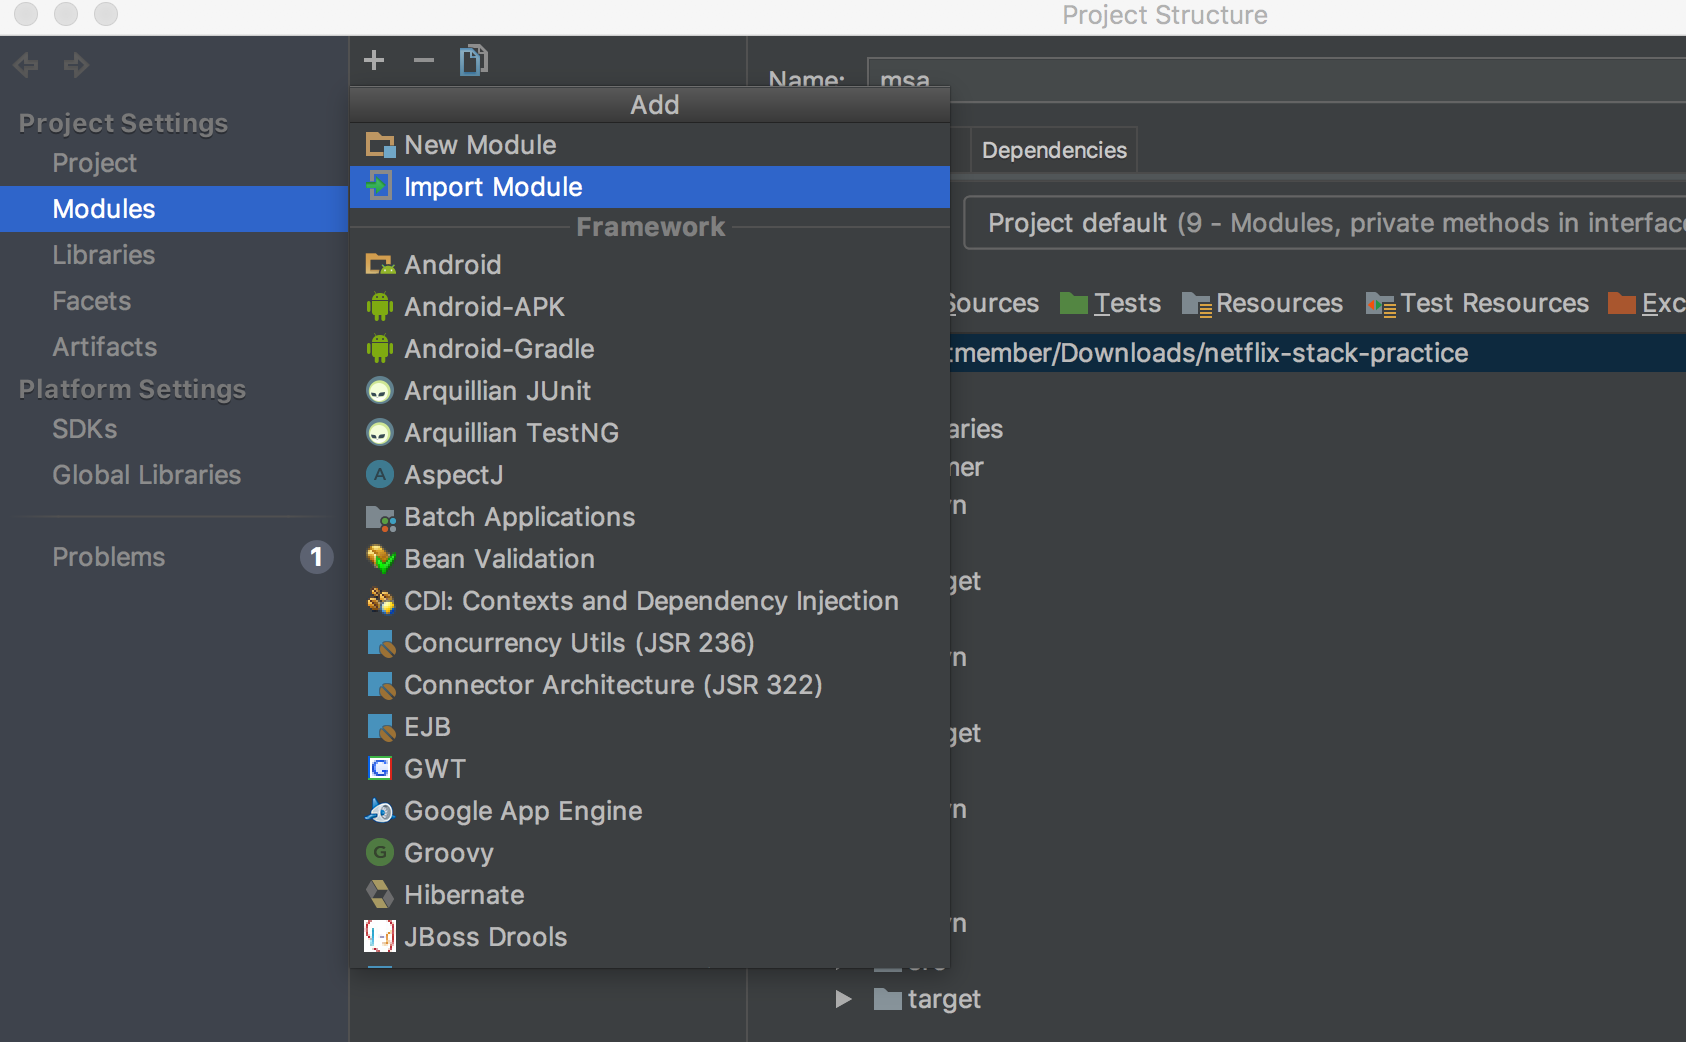 Project Structure
Project Settings
Project
Modules
Libraries
Facets
Artifacts
Platform Settings
SDKs
Global Libraries
Problems
1
Add
New Module
Import Module
Framework
Android
Android-APK
Android-Gradle
Arquillian JUnit
Arquillian TestNG
AspectJ
Batch Applications
Bean Validation
CDI: Contexts and Dependency Injection
Concurrency Utils (JSR 236)
Connector Architecture (JSR 322)
EJB
GWT
Google App Engine
Groovy
Hibernate
JBoss Drools
Name: msa
Dependencies
Project default (9 - Modules, private methods in interfac
Sources Tests Resources Test Resources Exc
tmember/Downloads/netflix-stack-practice
aries
ner
n
get
n
get
n
n
target